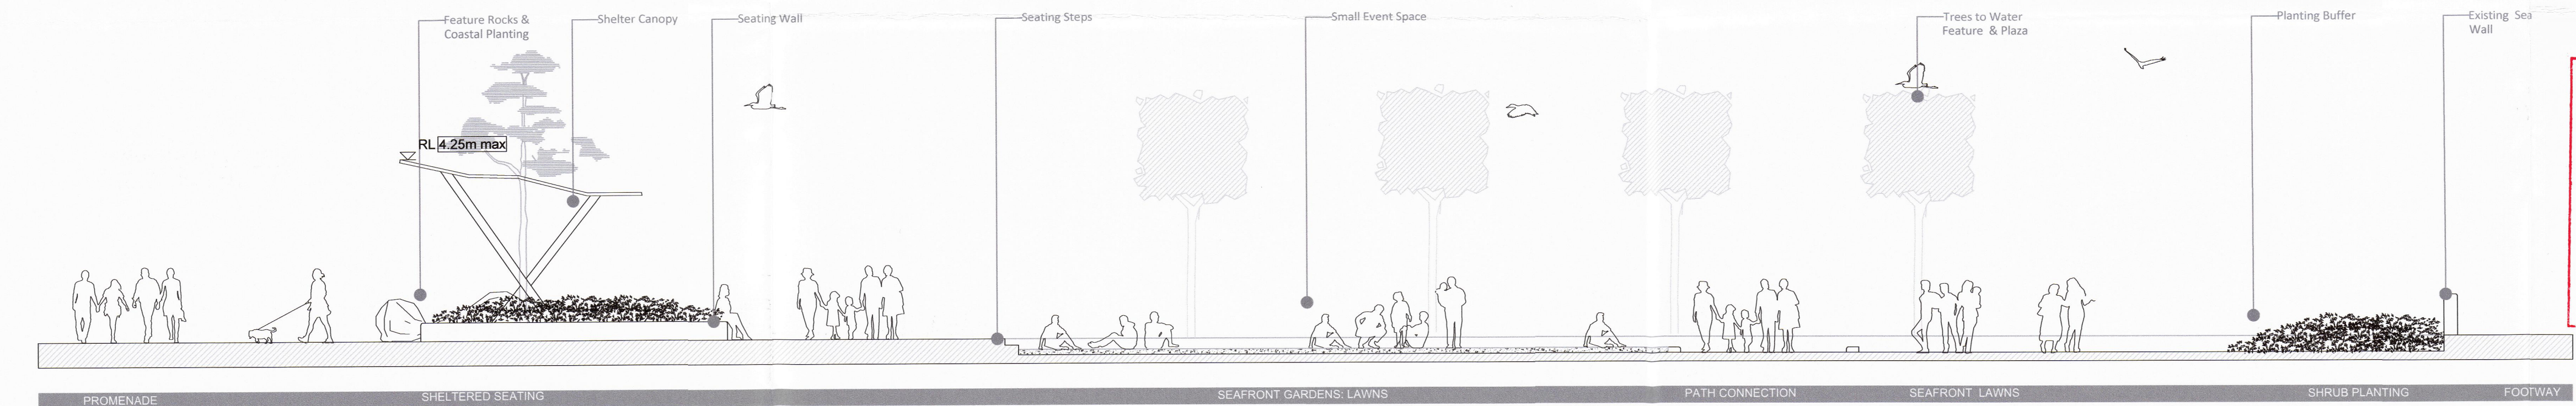 Feature Rocks &
Coastal Planting
Shelter Canopy
Seating Wall
Seating Steps
Small Event Space
Trees to Water
Feature & Plaza
Planting Buffer
Existing Sea
Wall
RL 4.25m max
PROMENADE
SHELTERED SEATING
SEAFRONT GARDENS: LAWNS
PATH CONNECTION
SEAFRONT LAWNS
SHRUB PLANTING
FOOTWAY